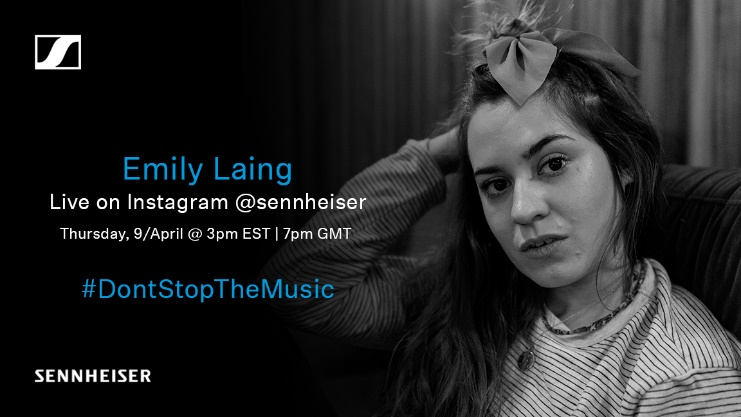 Emily Laing
Live on Instagram @sennheiser
Thursday, 9/April @ 3pm EST | 7pm GMT
#DontStopTheMusic
SENNHEISER